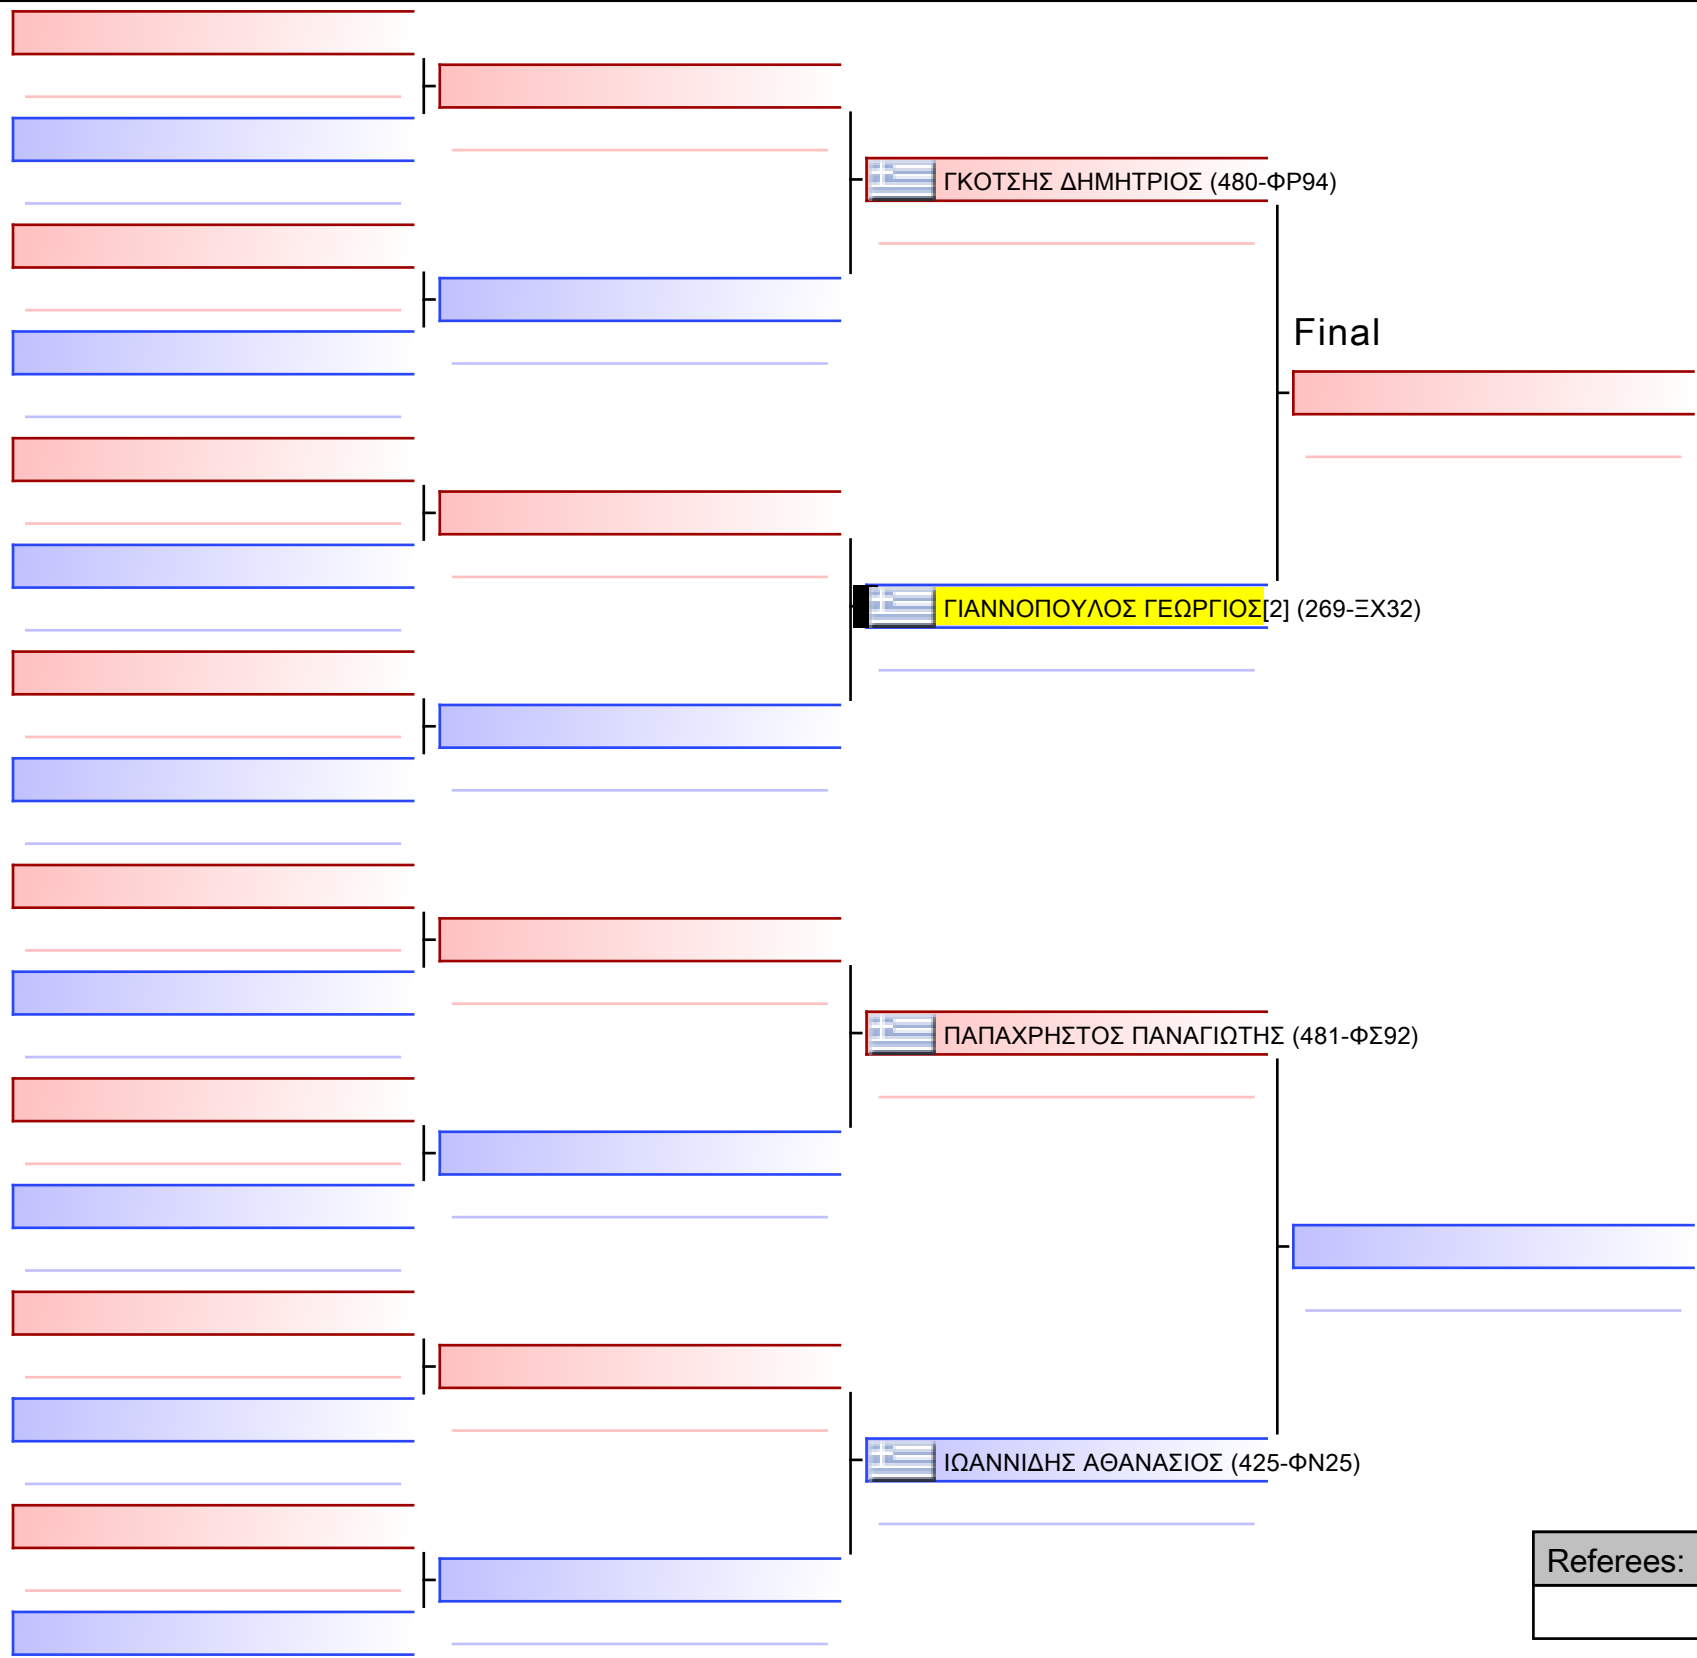 ΓΚΟΤΣΗΣ ΔΗΜΗΤΡΙΟΣ (480-ΦΡ94)
Final
ΓΙΑΝΝΟΠΟΥΛΟΣ ΓΕΩΡΓΙΟΣ[2] (269-ΞΧ32)
ΠΑΠΑΧΡΗΣΤΟΣ ΠΑΝΑΓΙΩΤΗΣ (481-ΦΣ92)
ΙΩΑΝΝΙΔΗΣ ΑΘΑΝΑΣΙΟΣ (425-ΦΝ25)
Referees: